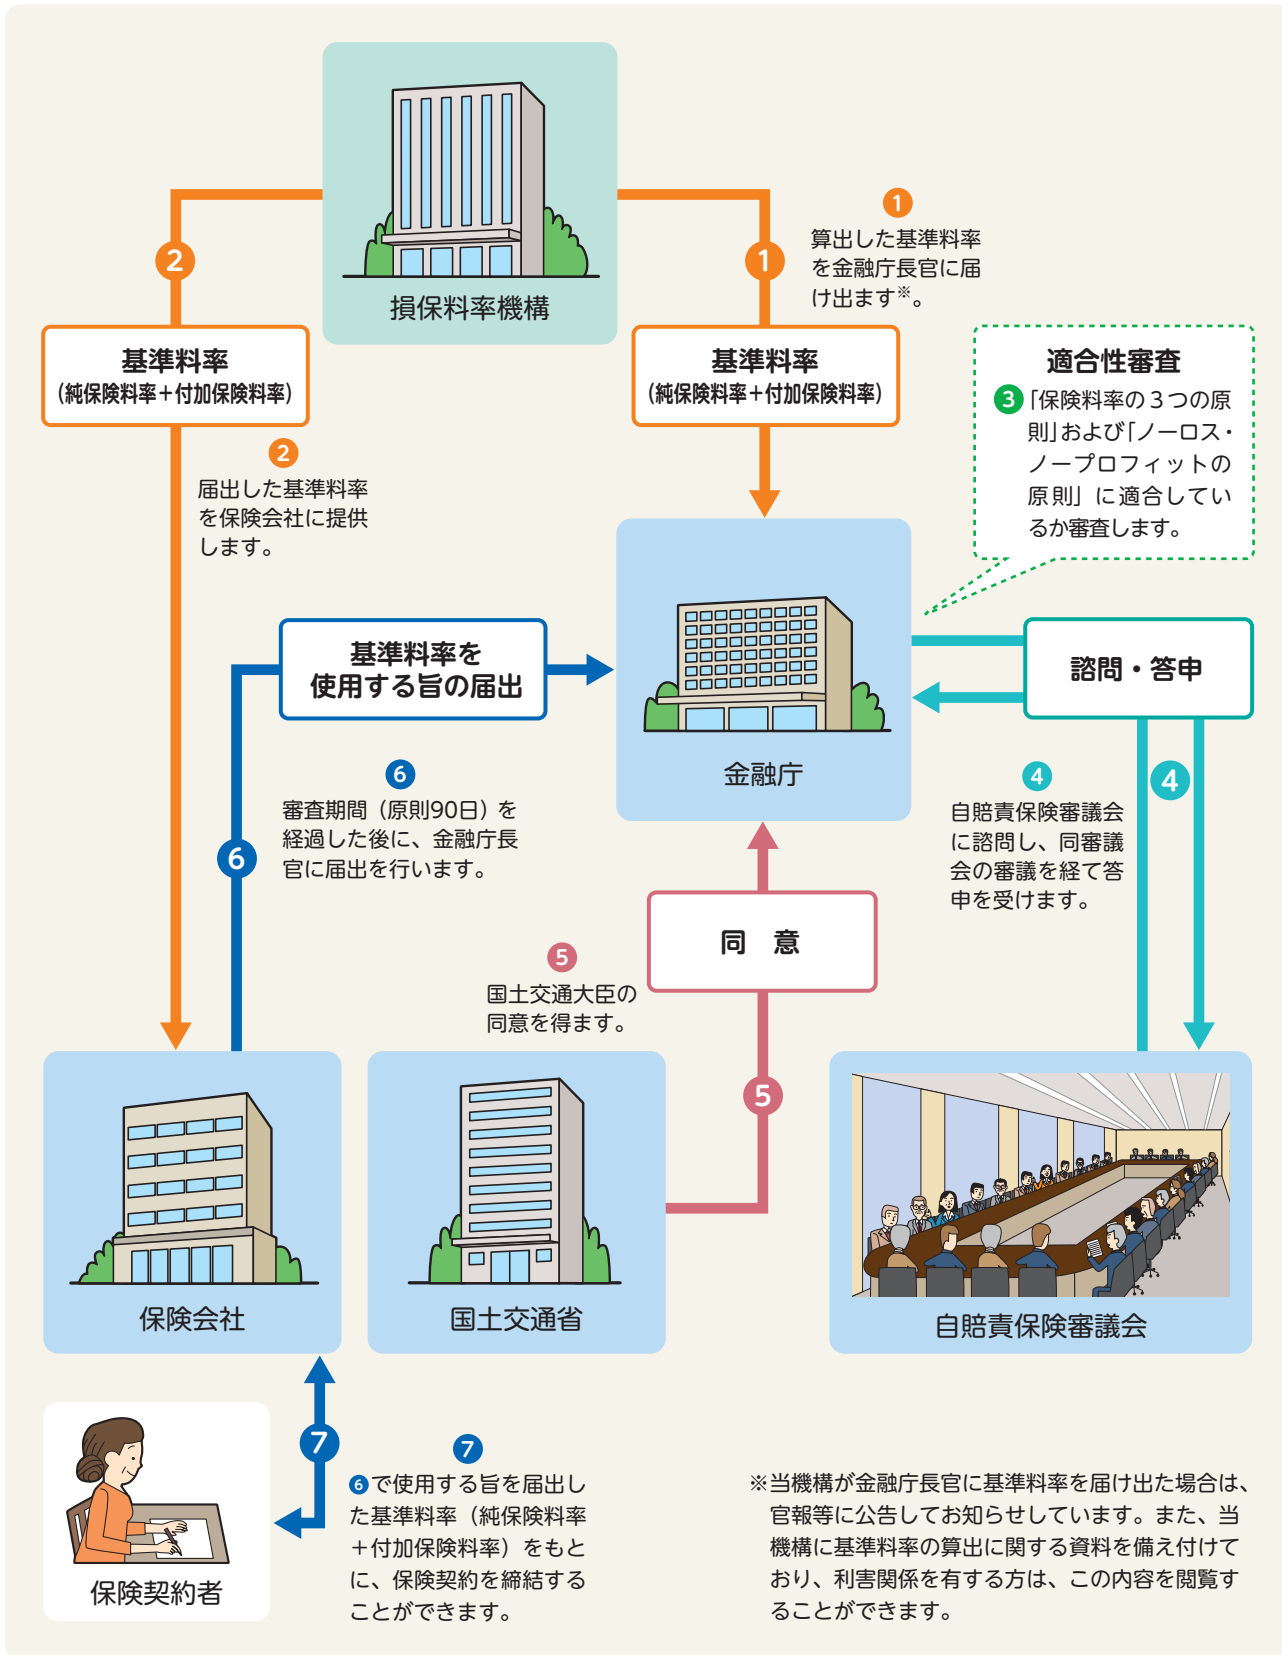 損保料率機構
2
1
1
算出した基準料率
を金融庁長官に届
け出ます※。
基準料率
(純保険料率＋付加保険料率)
基準料率
(純保険料率＋付加保険料率)
適合性審査
3「保険料率の３つの原
則」および「ノーロス・
ノープロフィットの
原則」に適合してい
るか審査します。
2
届出した基準料率
を保険会社に提供
します。
基準料率を
使用する旨の届出
諮問・答申
金融庁
6
審査期間（原則90日）を
経過した後に、金融庁長
官に届出を行います。
6
4
自賠責保険審議会
に諮問し、同審議
会の審議を経て答
申を受けます。
4
同　意
5
国土交通大臣の
同意を得ます。
5
保険会社
国土交通省
自賠責保険審議会
7
7
6で使用する旨を届出し
た基準料率（純保険料率
＋付加保険料率）をもと
に、保険契約を締結する
ことができます。
保険契約者
※当機構が金融庁長官に基準料率を届け出た場合は、
官報等に公告してお知らせしています。また、当
機構に基準料率の算出に関する資料を備え付けて
おり、利害関係を有する方は、この内容を閲覧す
ることができます。